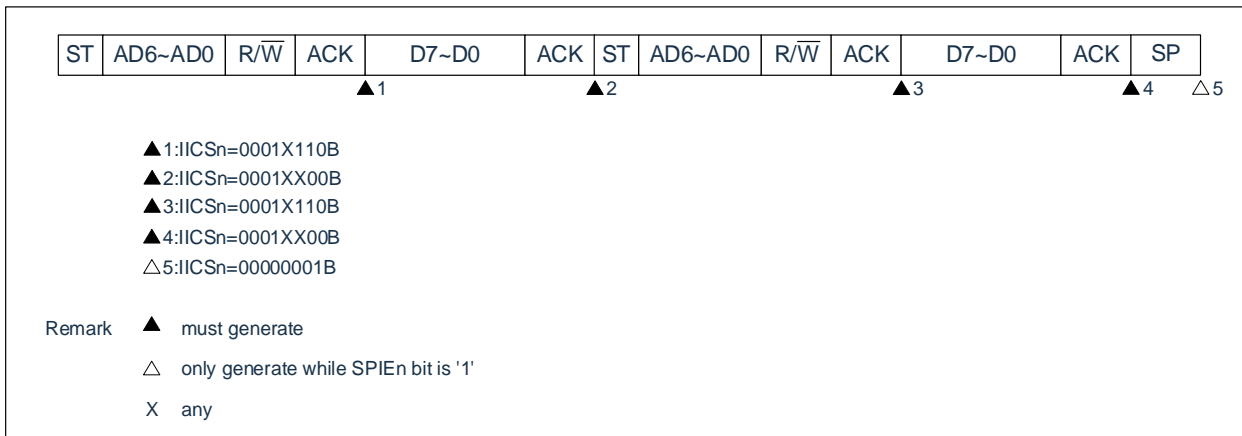 ST AD6~AD0 R/W̅ ACK D7~D0 ACK ST AD6~AD0 R/W̅ ACK D7~D0 ACK SP
▲1 ▲2 ▲3 ▲4 △5
▲1:IICSn=0001X110B
▲2:IICSn=0001XX00B
▲3:IICSn=0001X110B
▲4:IICSn=0001XX00B
△5:IICSn=00000001B
Remark ▲ must generate
△ only generate while SPIEn bit is '1'
X any